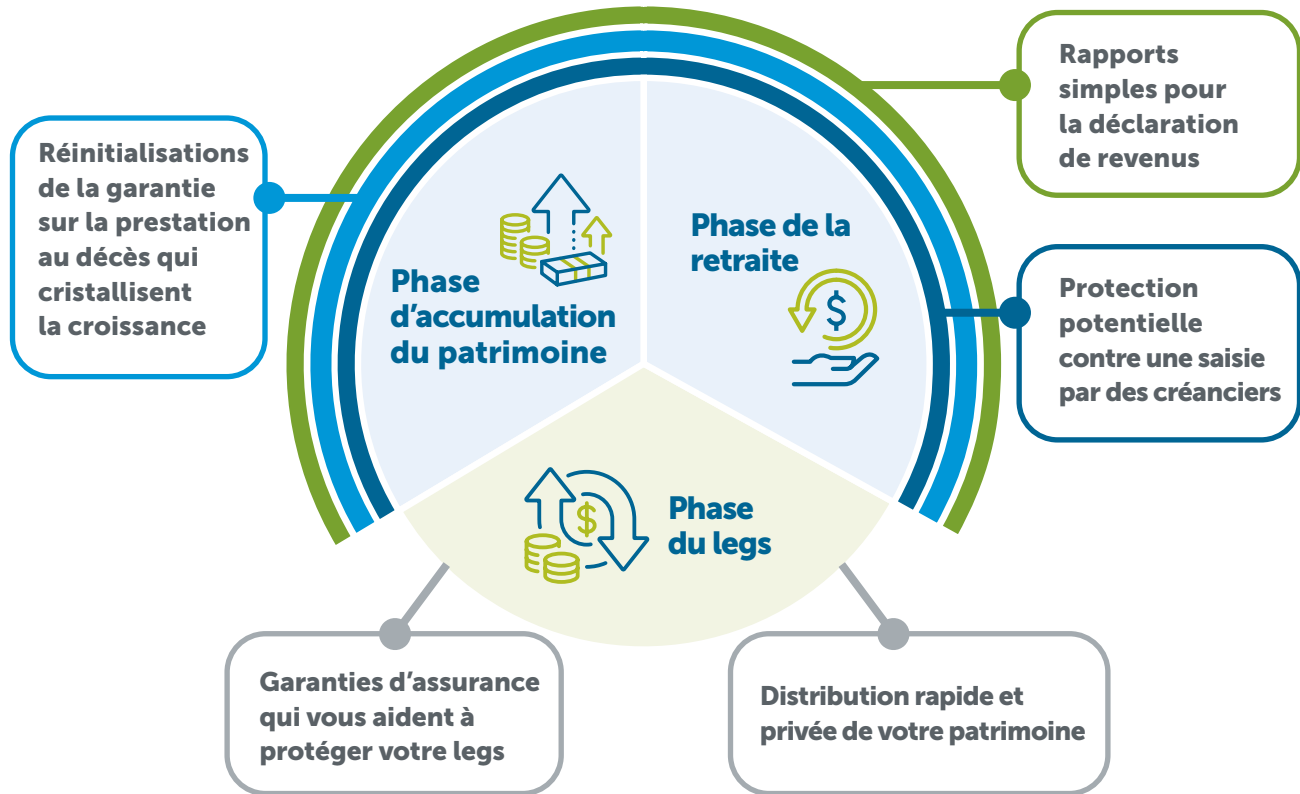 Rapports
simples pour
la déclaration
de revenus
Réinitialisations
de la garantie
sur la prestation
au décès qui
cristallisent
la croissance
Phase
d’accumulation
du patrimoine
Phase de la
retraite
$
Protection
potentielle
contre une saisie
par des créanciers
$
Phase
du legs
Garanties d’assurance
qui vous aident à
protéger votre legs
Distribution rapide et
privée de votre patrimoine